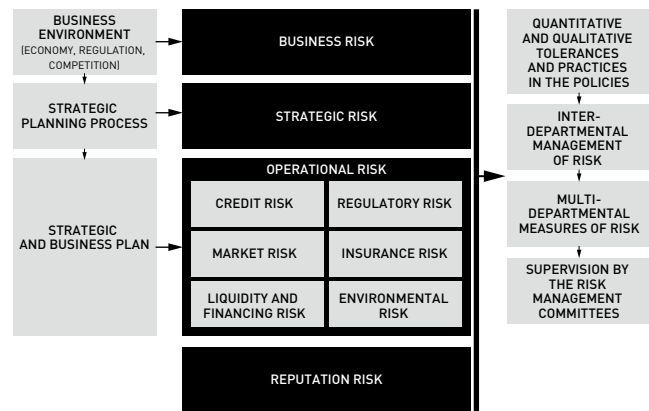 BUSINESS
ENVIRONMENT
(ECONOMY, REGULATION,
COMPETITION)
BUSINESS RISK
STRATEGIC
PLANNING PROCESS
STRATEGIC RISK
STRATEGIC
AND BUSINESS PLAN
OPERATIONAL RISK
CREDIT RISK
REGULATORY RISK
MARKET RISK
INSURANCE RISK
LIQUIDITY AND
FINANCING RISK
ENVIRONMENTAL
RISK
REPUTATION RISK
QUANTITATIVE
AND QUALITATIVE
TOLERANCES
AND PRACTICES
IN THE POLICIES
INTER-
DEPARTMENTAL
MANAGEMENT
OF RISK
MULTI-
DEPARTMENTAL
MEASURES OF RISK
SUPERVISION BY
THE RISK
MANAGEMENT
COMMITTEES